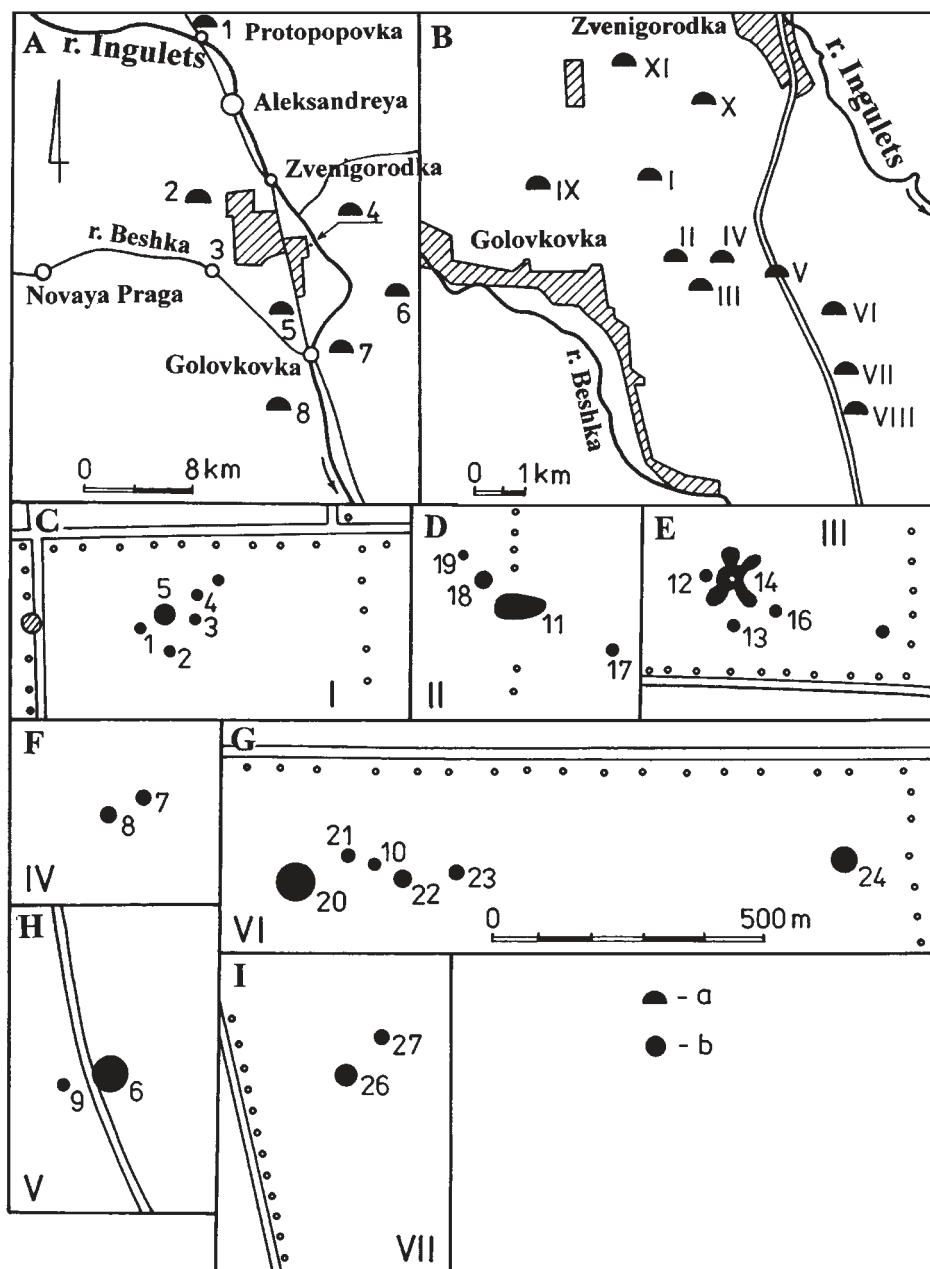 A
1
Protopopovka
r. Ingulets
Aleksandreya
Zvenigorodka
2
4
r. Beshka
3
Novaya Praga
6
5
Golovkovka
7
8
0 8 km
B
Zvenigorodka
XI
r. Ingulets
X
IX
I
Golovkovka
II
IV
V
III
VI
r. Beshka
VII
VIII
0 1 km
C
5
4
3
1
2
I
D
19
18
11
17
II
E
III
12
14
16
13
F
7
8
IV
G
21
10
20
22
23
24
VI
0 500 m
H
9
6
V
I
27
26
VII
- a
- b